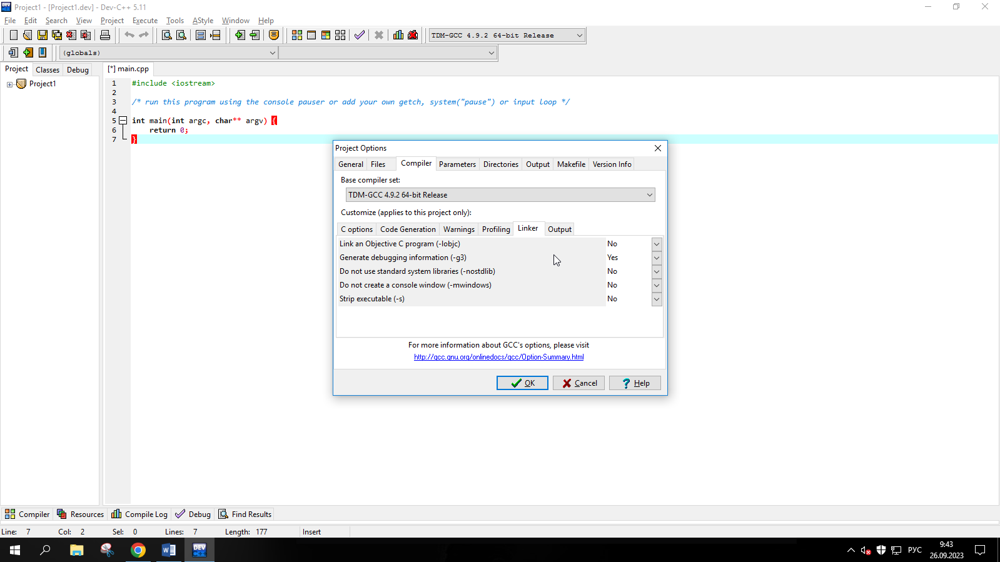 Project1 - [Project1.dev] - Dev-C++ 5.11
File Edit Search View Project Execute Tools AStyle Window Help
TDM-GCC 4.9.2 64-bit Release
(globals)
Project Classes Debug
[*] main.cpp
Project1
1 #include <iostream>
2
3 /* run this program using the console pauser or add your own getch, system("pause") or input loop */
4
5 int main(int argc, char** argv) {
6 return 0;
7 }
Project Options
General Files Compiler Parameters Directories Output Makefile Version Info
Base compiler set:
TDM-GCC 4.9.2 64-bit Release
Customize (applies to this project only):
C options Code Generation Warnings Profiling Linker Output
Link an Objective C program (-lobjc) No
Generate debugging information (-g3) Yes
Do not use standard system libraries (-nostdlib) No
Do not create a console window (-mwindows) No
Strip executable (-s) No
For more information about GCC's options, please visit
http://gcc.gnu.org/onlinedocs/gcc/Option-Summary.html
OK Cancel Help
Compiler Resources Compile Log Debug Find Results
Line: 7 Col: 2 Sel: 0 Lines: 7 Length: 177 Insert
DEV
РУС
9:43
26.09.2023